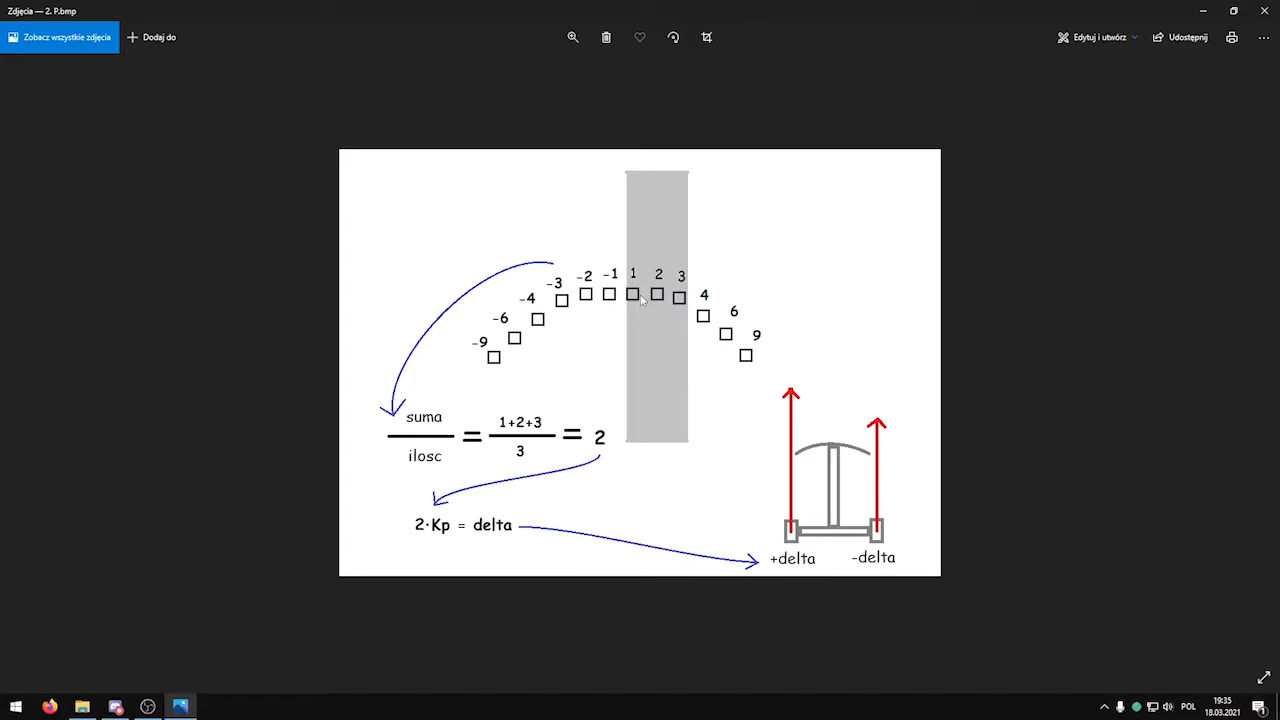 Zdjęcia — 2. P.bmp
Zobacz wszystkie zdjęcia
Dodaj do
Edytuj i utwórz
Udostępnij
-9 -6 -4 -3 -2 -1 1 2 3 4 6 9
suma
ilosc
=
1+2+3
3
= 2
2·Kp = delta
+delta
-delta
POL
19:35
18.03.2021